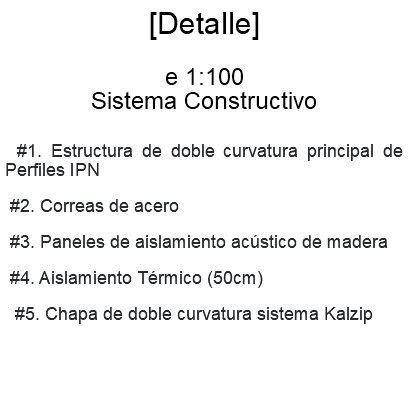 [Detalle]
e 1:100
Sistema Constructivo
#1. Estructura de doble curvatura principal de
Perfiles IPN
#2. Correas de acero
#3. Paneles de aislamiento acústico de madera
#4. Aislamiento Térmico (50cm)
#5. Chapa de doble curvatura sistema Kalzip